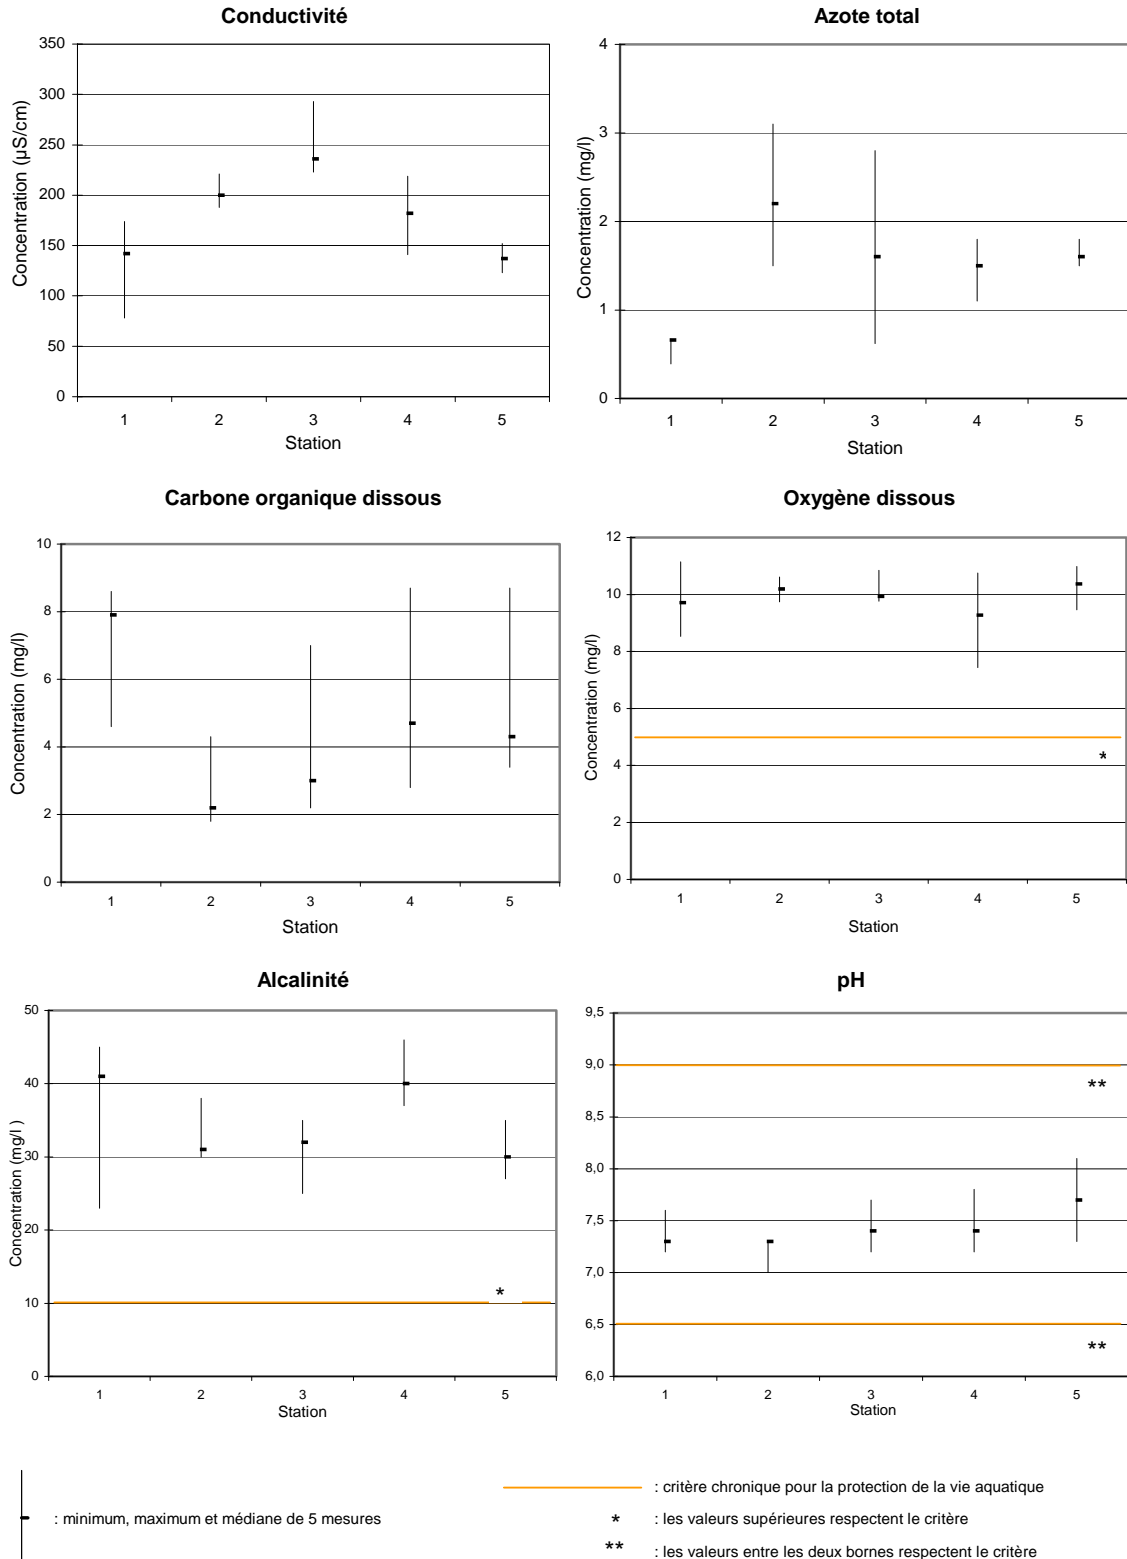 Conductivité
350
300
250
200
150
100
50
0
Concentration (µS/cm)
1 2 3 4 5
Station
Azote total
4
3
2
1
0
Concentration (mg/l)
1 2 3 4 5
Station
Carbone organique dissous
10
8
6
4
2
0
Concentration (mg/l)
1 2 3 4 5
Station
Oxygène dissous
12
10
8
6
4
2
0
Concentration (mg/l)
*
1 2 3 4 5
Station
Alcalinité
50
40
30
20
10
0
Concentration (mg/l )
*
1 2 3 4 5
Station
pH
9,5
9,0
8,5
8,0
7,5
7,0
6,5
6,0
**
**
1 2 3 4 5
Station
: minimum, maximum et médiane de 5 mesures
: critère chronique pour la protection de la vie aquatique
* : les valeurs supérieures respectent le critère
** : les valeurs entre les deux bornes respectent le critère